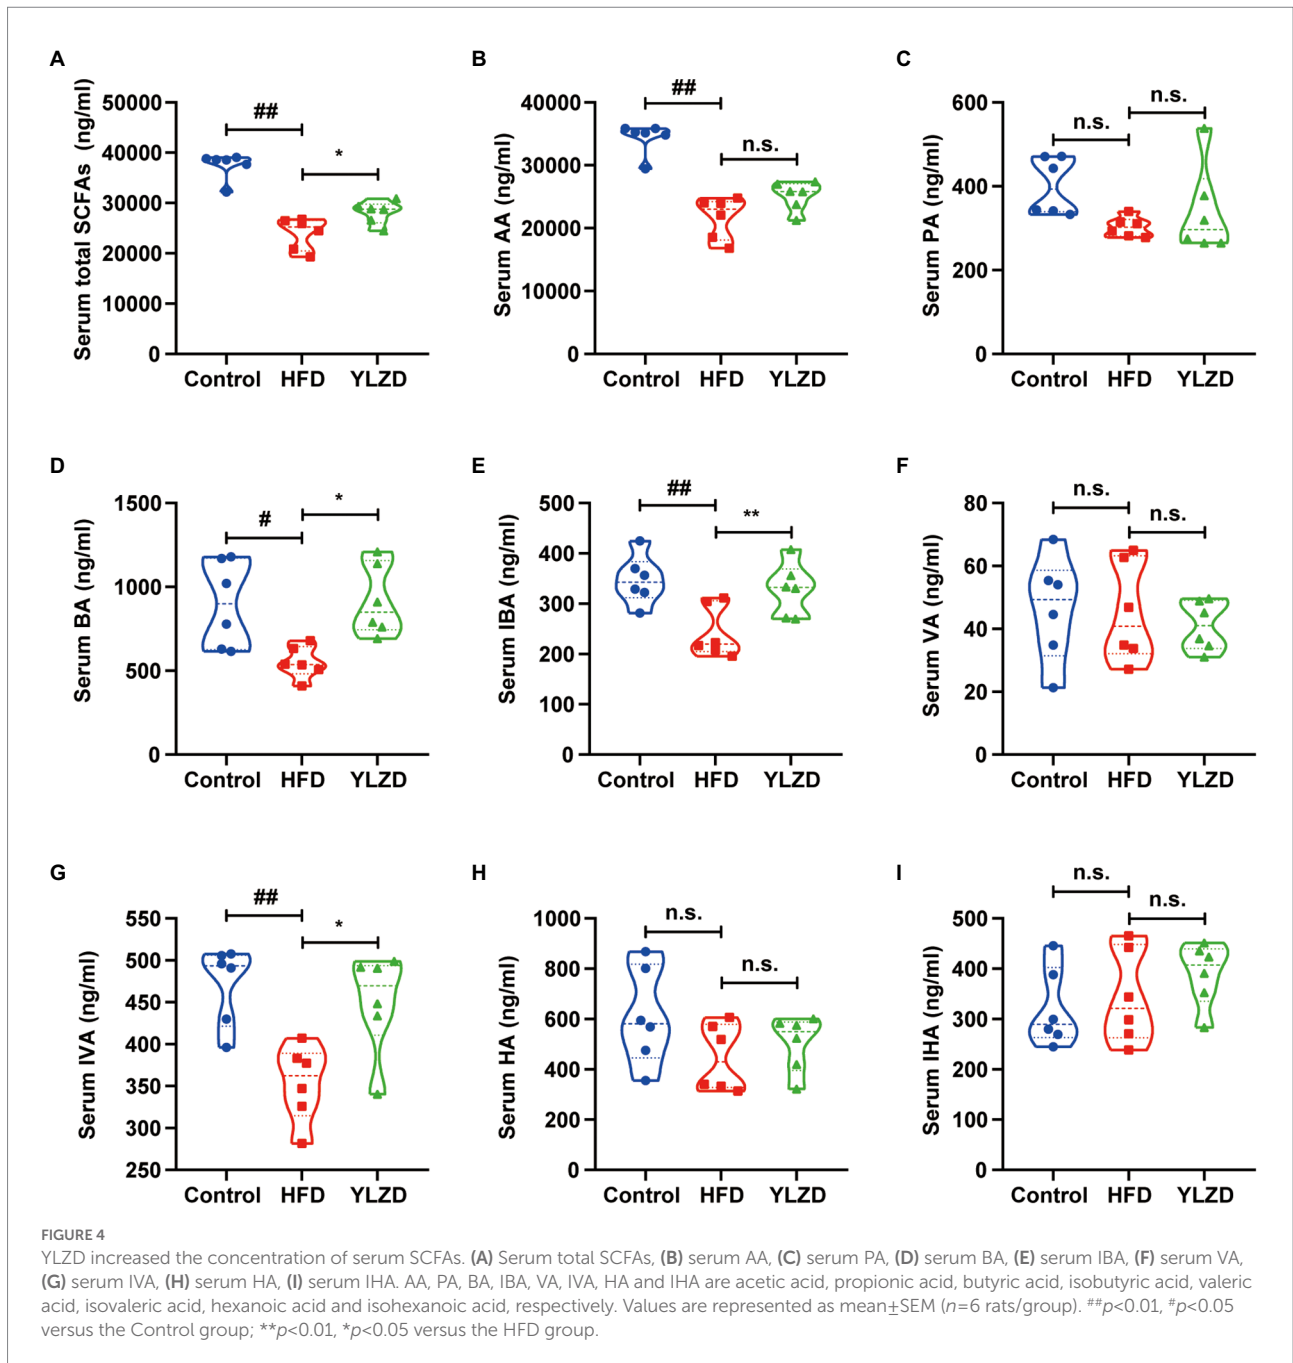 A
Serum total SCFAs (ng/ml)
50000
40000
30000
20000
10000
0
##
*
Control HFD YLZD
B
Serum AA (ng/ml)
40000
30000
20000
10000
0
##
n.s.
Control HFD YLZD
C
Serum PA (ng/ml)
600
400
200
0
n.s.
n.s.
Control HFD YLZD
D
Serum BA (ng/ml)
1500
1000
500
0
#
*
Control HFD YLZD
E
Serum IBA (ng/ml)
500
400
300
200
100
0
##
**
Control HFD YLZD
F
Serum VA (ng/ml)
80
60
40
20
0
n.s.
n.s.
Control HFD YLZD
G
Serum IVA (ng/ml)
550
500
450
400
350
300
250
##
*
Control HFD YLZD
H
Serum HA (ng/ml)
1000
800
600
400
200
0
n.s.
n.s.
Control HFD YLZD
I
Serum IHA (ng/ml)
500
400
300
200
100
0
n.s.
n.s.
Control HFD YLZD
FIGURE 4
YLZD increased the concentration of serum SCFAs. (A) Serum total SCFAs, (B) serum AA, (C) serum PA, (D) serum BA, (E) serum IBA, (F) serum VA,
(G) serum IVA, (H) serum HA, (I) serum IHA. AA, PA, BA, IBA, VA, IVA, HA and IHA are acetic acid, propionic acid, butyric acid, isobutyric acid, valeric
acid, isovaleric acid, hexanoic acid and isohexanoic acid, respectively. Values are represented as mean±SEM (n=6 rats/group). ##p<0.01, #p<0.05
versus the Control group; **p<0.01, *p<0.05 versus the HFD group.